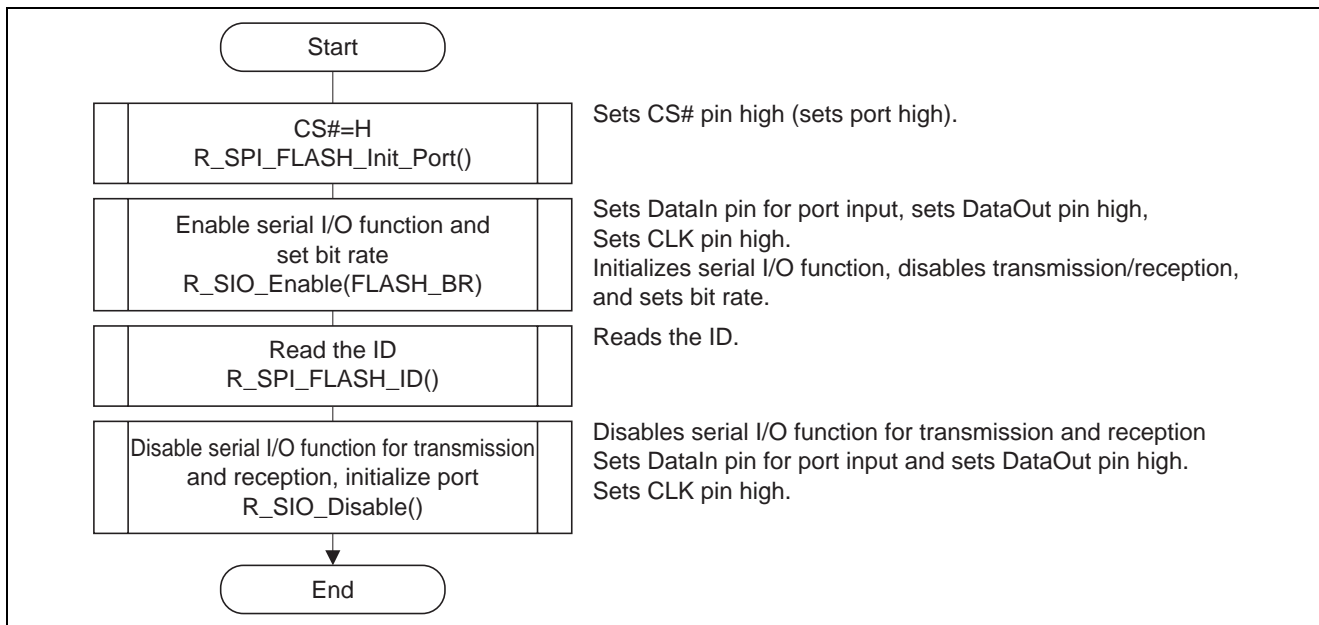 Start
CS#=H
R_SPI_FLASH_Init_Port()
Sets CS# pin high (sets port high).
Enable serial I/O function and
set bit rate
R_SIO_Enable(FLASH_BR)
Sets DataIn pin for port input, sets DataOut pin high,
Sets CLK pin high.
Initializes serial I/O function, disables transmission/reception,
and sets bit rate.
Read the ID
R_SPI_FLASH_ID()
Reads the ID.
Disable serial I/O function for transmission
and reception, initialize port
R_SIO_Disable()
Disables serial I/O function for transmission and reception
Sets DataIn pin for port input and sets DataOut pin high.
Sets CLK pin high.
End